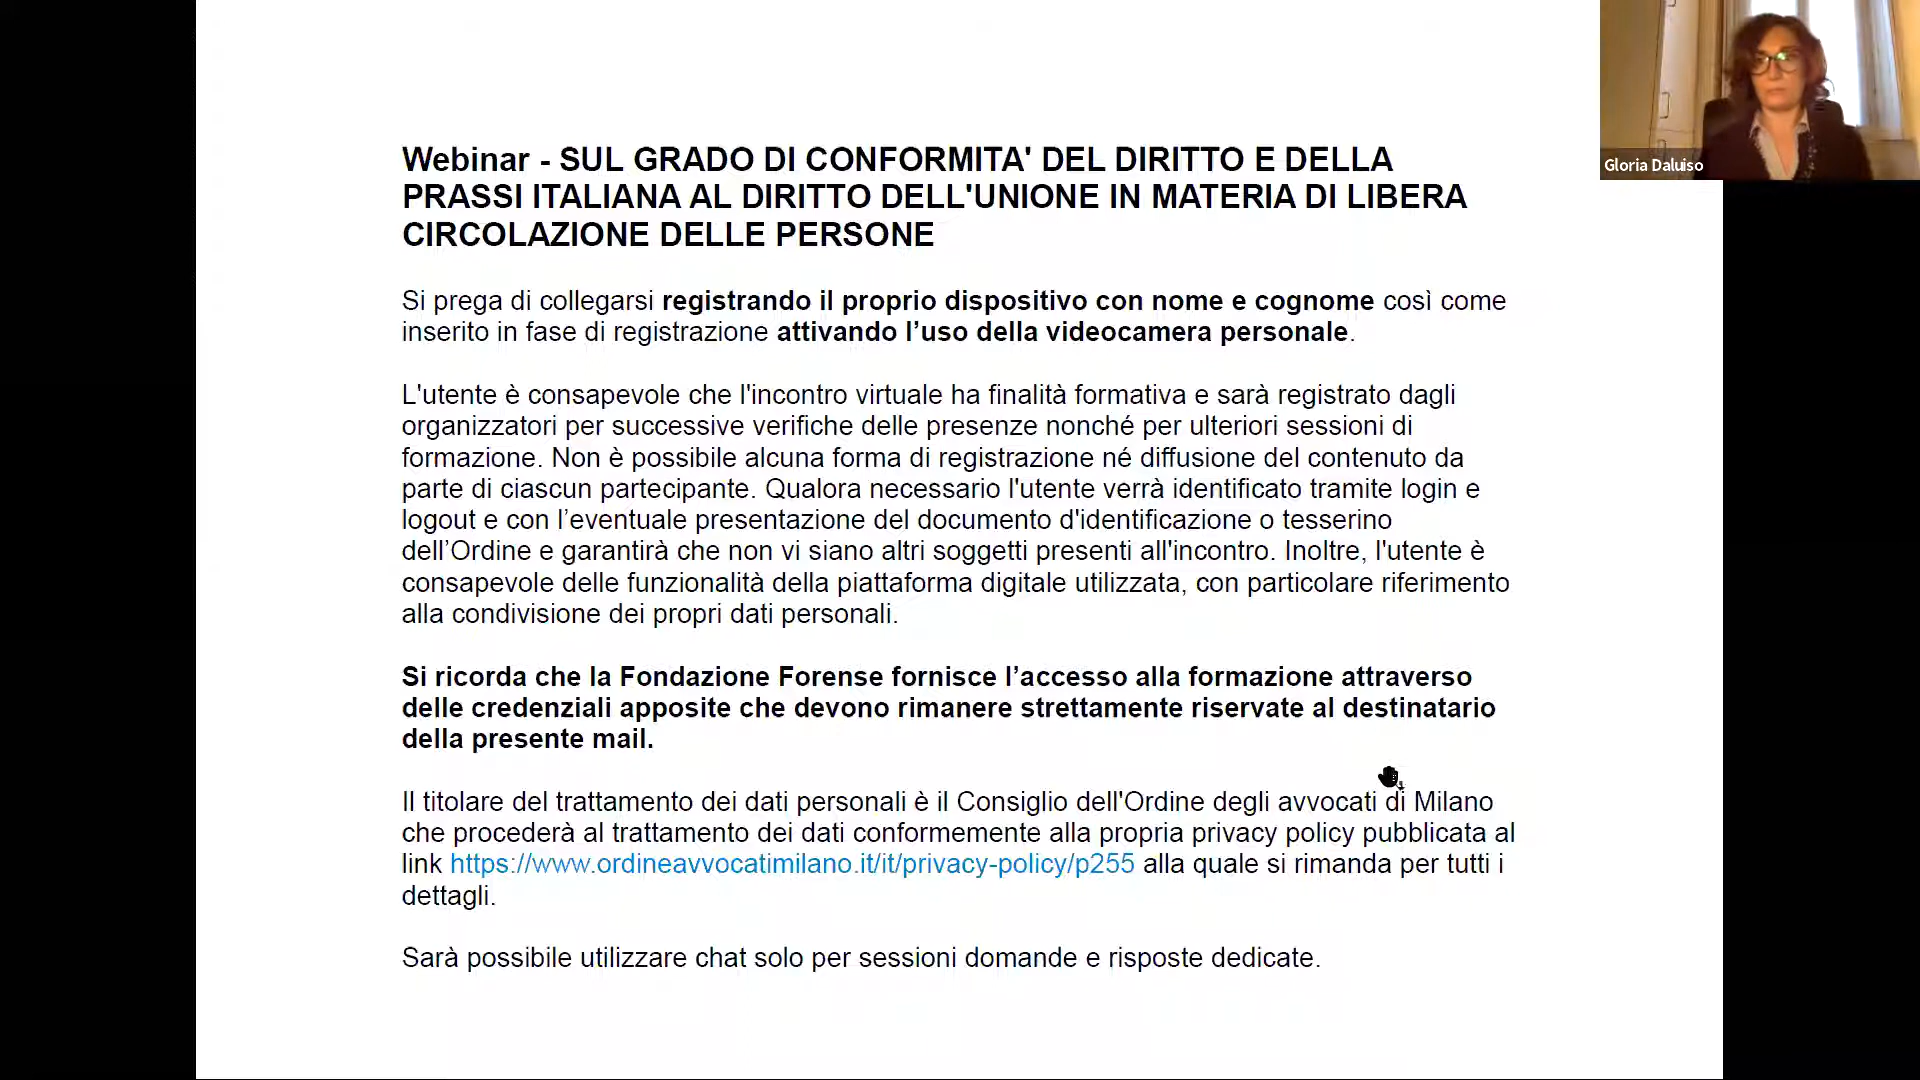 Webinar - SUL GRADO DI CONFORMITA' DEL DIRITTO E DELLA
PRASSI ITALIANA AL DIRITTO DELL'UNIONE IN MATERIA DI LIBERA
CIRCOLAZIONE DELLE PERSONE
Si prega di collegarsi registrando il proprio dispositivo con nome e cognome così come
inserito in fase di registrazione attivando l’uso della videocamera personale.
L'utente è consapevole che l'incontro virtuale ha finalità formativa e sarà registrato dagli
organizzatori per successive verifiche delle presenze nonché per ulteriori sessioni di
formazione. Non è possibile alcuna forma di registrazione né diffusione del contenuto da
parte di ciascun partecipante. Qualora necessario l'utente verrà identificato tramite login e
logout e con l’eventuale presentazione del documento d'identificazione o tesserino
dell’Ordine e garantirà che non vi siano altri soggetti presenti all'incontro. Inoltre, l'utente è
consapevole delle funzionalità della piattaforma digitale utilizzata, con particolare riferimento
alla condivisione dei propri dati personali.
Si ricorda che la Fondazione Forense fornisce l’accesso alla formazione attraverso
delle credenziali apposite che devono rimanere strettamente riservate al destinatario
della presente mail.
Il titolare del trattamento dei dati personali è il Consiglio dell'Ordine degli avvocati di Milano
che procederà al trattamento dei dati conformemente alla propria privacy policy pubblicata al
link https://www.ordineavvocatimilano.it/it/privacy-policy/p255 alla quale si rimanda per tutti i
dettagli.
Sarà possibile utilizzare chat solo per sessioni domande e risposte dedicate.
Gloria Daluiso